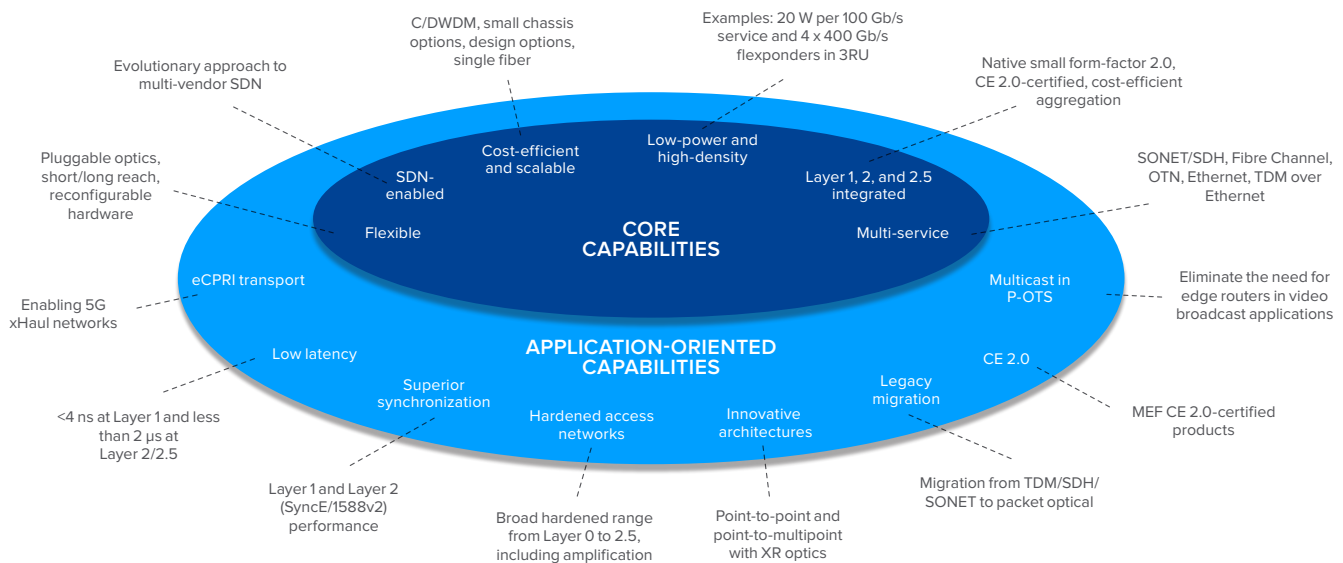 Examples: 20 W per 100 Gb/s
service and 4 x 400 Gb/s
flexponders in 3RU
C/DWDM, small chassis
options, design options,
single fiber
Evolutionary approach to
multi-vendor SDN
Native small form-factor 2.0,
CE 2.0-certified, cost-efficient
aggregation
Pluggable optics,
short/long reach,
reconfigurable
hardware
SONET/SDH, Fibre Channel,
OTN, Ethernet, TDM over
Ethernet
Low-power and
high-density
Cost-efficient
and scalable
SDN-
enabled
Layer 1, 2, and 2.5
integrated
Flexible
CORE
CAPABILITIES
Multi-service
eCPRI transport
Multicast in
P-OTS
Enabling 5G
xHaul networks
Eliminate the need for
edge routers in video
broadcast applications
APPLICATION-ORIENTED
CAPABILITIES
Low latency
CE 2.0
Superior
synchronization
Legacy
migration
Hardened access
networks
Innovative
architectures
<4 ns at Layer 1 and less
than 2 μs at
Layer 2/2.5
MEF CE 2.0-certified
products
Layer 1 and Layer 2
(SyncE/1588v2)
performance
Migration from TDM/SDH/
SONET to packet optical
Broad hardened range
from Layer 0 to 2.5,
including amplification
Point-to-point and
point-to-multipoint
with XR optics